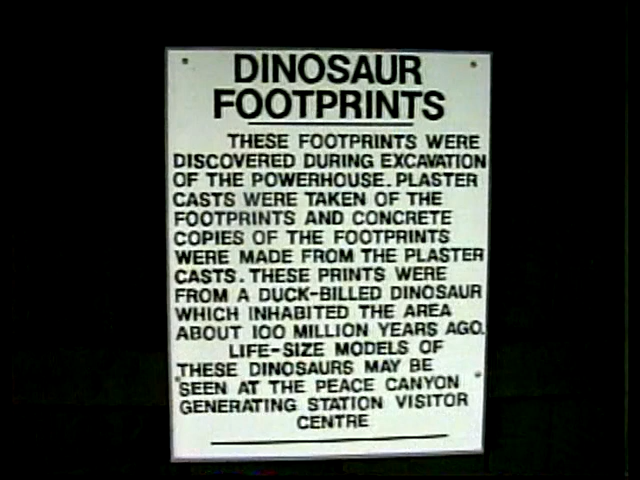 DINOSAUR
FOOTPRINTS
THESE FOOTPRINTS WERE
DISCOVERED DURING EXCAVATION
OF THE POWERHOUSE. PLASTER
CASTS WERE TAKEN OF THE
FOOTPRINTS AND CONCRETE
COPIES OF THE FOOTPRINTS
WERE MADE FROM THE PLASTER
CASTS. THESE PRINTS WERE
FROM A DUCK-BILLED DINOSAUR
WHICH INHABITED THE AREA
ABOUT 100 MILLION YEARS AGO.
LIFE-SIZE MODELS OF
THESE DINOSAURS MAY BE
SEEN AT THE PEACE CANYON
GENERATING STATION VISITOR
CENTRE